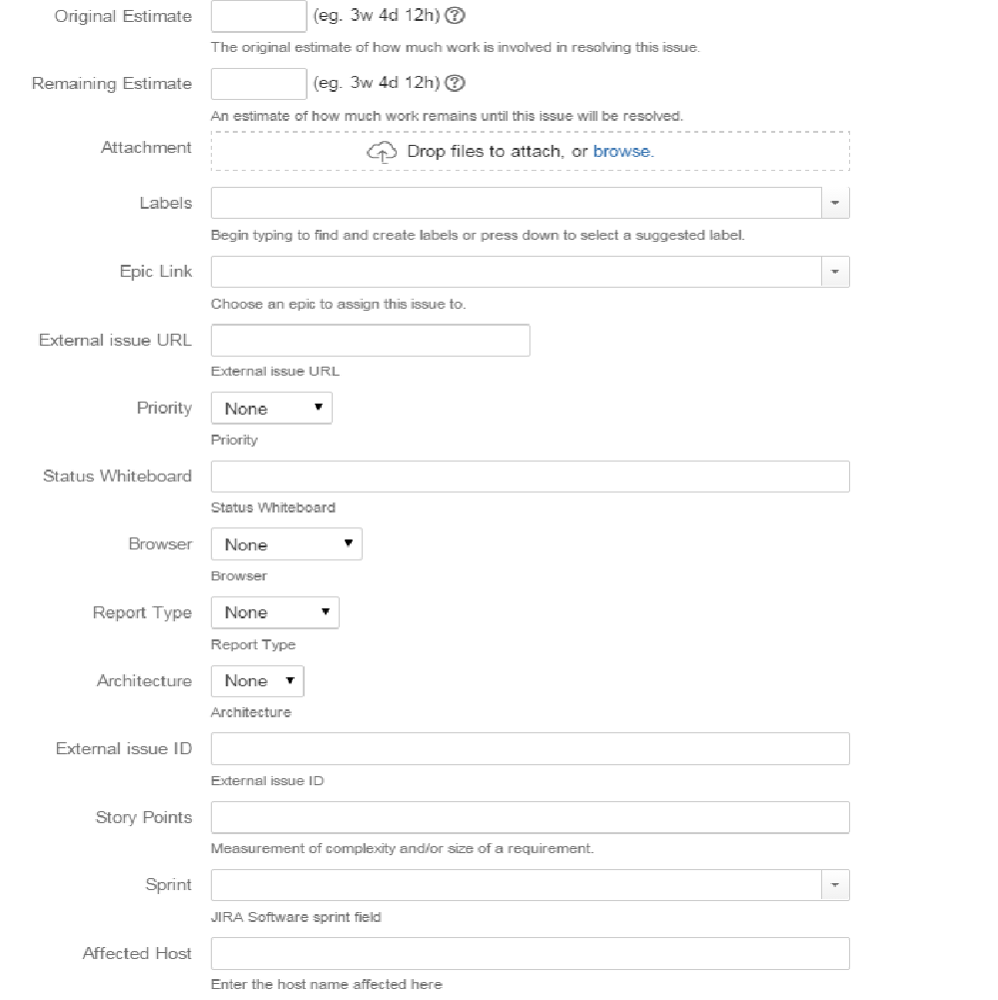 Original Estimate (eg. 3w 4d 12h) ?
The original estimate of how much work is involved in resolving this issue.
Remaining Estimate (eg. 3w 4d 12h) ?
An estimate of how much work remains until this issue will be resolved.
Attachment Drop files to attach, or browse.
Labels
Begin typing to find and create labels or press down to select a suggested label.
Epic Link
Choose an epic to assign this issue to.
External issue URL
External issue URL
Priority None
Priority
Status Whiteboard
Status Whiteboard
Browser None
Browser
Report Type None
Report Type
Architecture None
Architecture
External issue ID
External issue ID
Story Points
Measurement of complexity and/or size of a requirement.
Sprint
JIRA Software sprint field
Affected Host
Enter the host name affected here